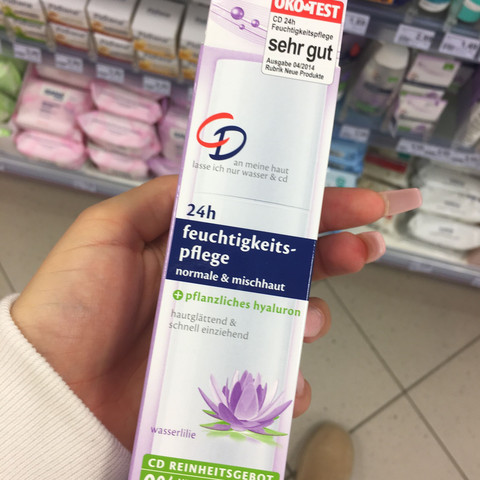 ÖKO-TEST
CD 24h
Feuchtigkeitspflege
sehr gut
Ausgabe 04/2014
Rubrik Neue Produkte
CD
an meine haut
lasse ich nur wasser & cd
24h
feuchtigkeits-
pflege
normale & mischhaut
+ pflanzliches hyaluron
hautglättend &
schnell einziehend
wasserlilie
CD REINHEITSGEBOT